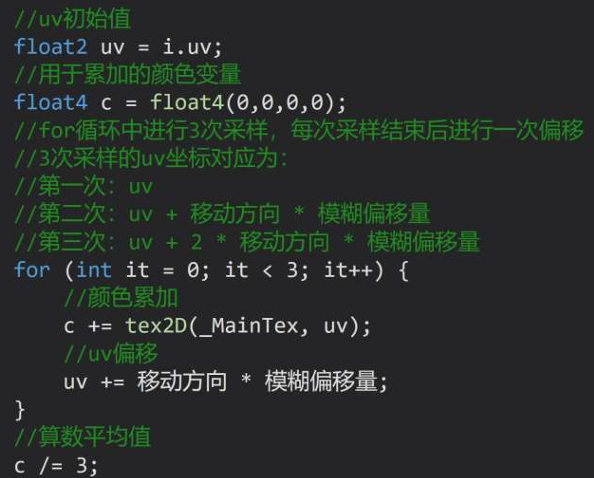 //uv初始值
float2 uv = i.uv;
//用于累加的颜色变量
float4 c = float4(0,0,0,0);
//for循环中进行3次采样，每次采样结束后进行一次偏移
//3次采样的uv坐标对应为：
//第一次：uv
//第二次：uv + 移动方向 * 模糊偏移量
//第三次：uv + 2 * 移动方向 * 模糊偏移量
for (int it = 0; it < 3; it++) {
    //颜色累加
    c += tex2D(_MainTex, uv);
    //uv偏移
    uv += 移动方向 * 模糊偏移量;
}
//算数平均值
c /= 3;